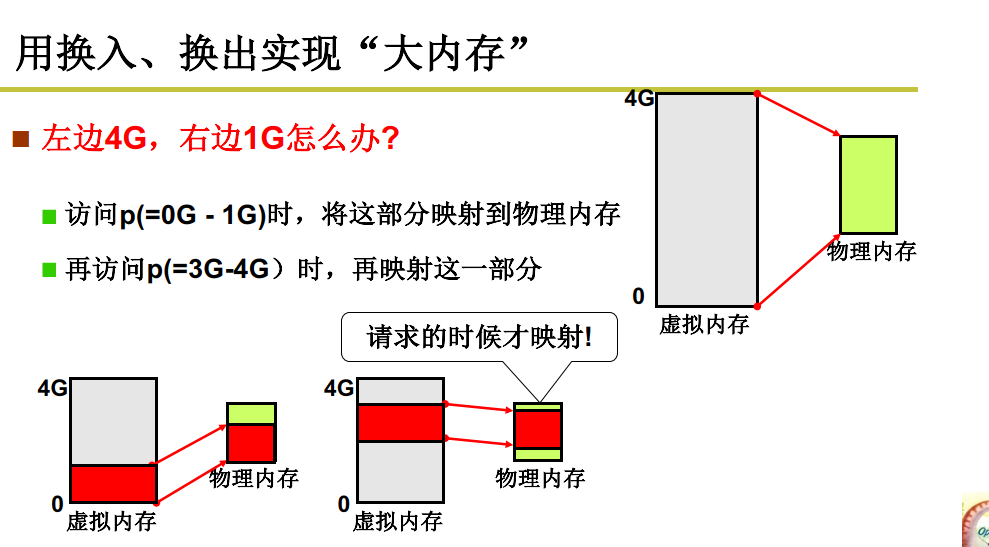 用换入、换出实现“大内存”
左边4G，右边1G怎么办?
访问p(=0G - 1G)时，将这部分映射到物理内存
再访问p(=3G-4G）时，再映射这一部分
4G
0
虚拟内存
物理内存
请求的时候才映射!
4G
0
虚拟内存
物理内存
4G
0
虚拟内存
物理内存
Op